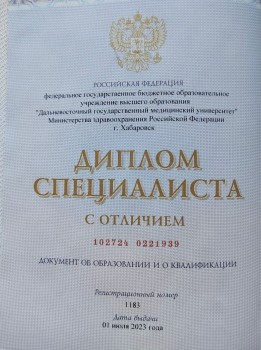 РОССИЙСКАЯ ФЕДЕРАЦИЯ
федеральное государственное бюджетное образовательное
учреждение высшего образования
"Дальневосточный государственный медицинский университет"
Министерства здравоохранения Российской Федерации
г. Хабаровск
ДИПЛОМ
СПЕЦИАЛИСТА
С ОТЛИЧИЕМ
102724 0221939
ДОКУМЕНТ ОБ ОБРАЗОВАНИИ И О КВАЛИФИКАЦИИ
Регистрационный номер
1183
Дата выдачи
01 июля 2023 года